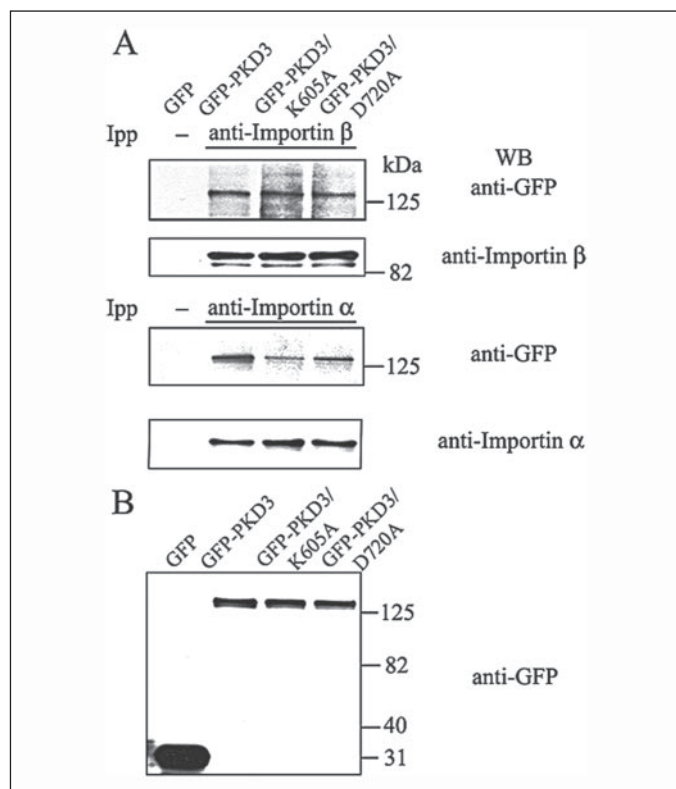 A
GFP
GFP-PKD3
GFP-PKD3/
K605A
GFP-PKD3/
D720A
Ipp – anti-Importin β
kDa WB
125 anti-GFP
82 anti-Importin β
Ipp – anti-Importin α
125 anti-GFP
anti-Importin α
B
GFP
GFP-PKD3
GFP-PKD3/
K605A
GFP-PKD3/
D720A
125
82
anti-GFP
40
31